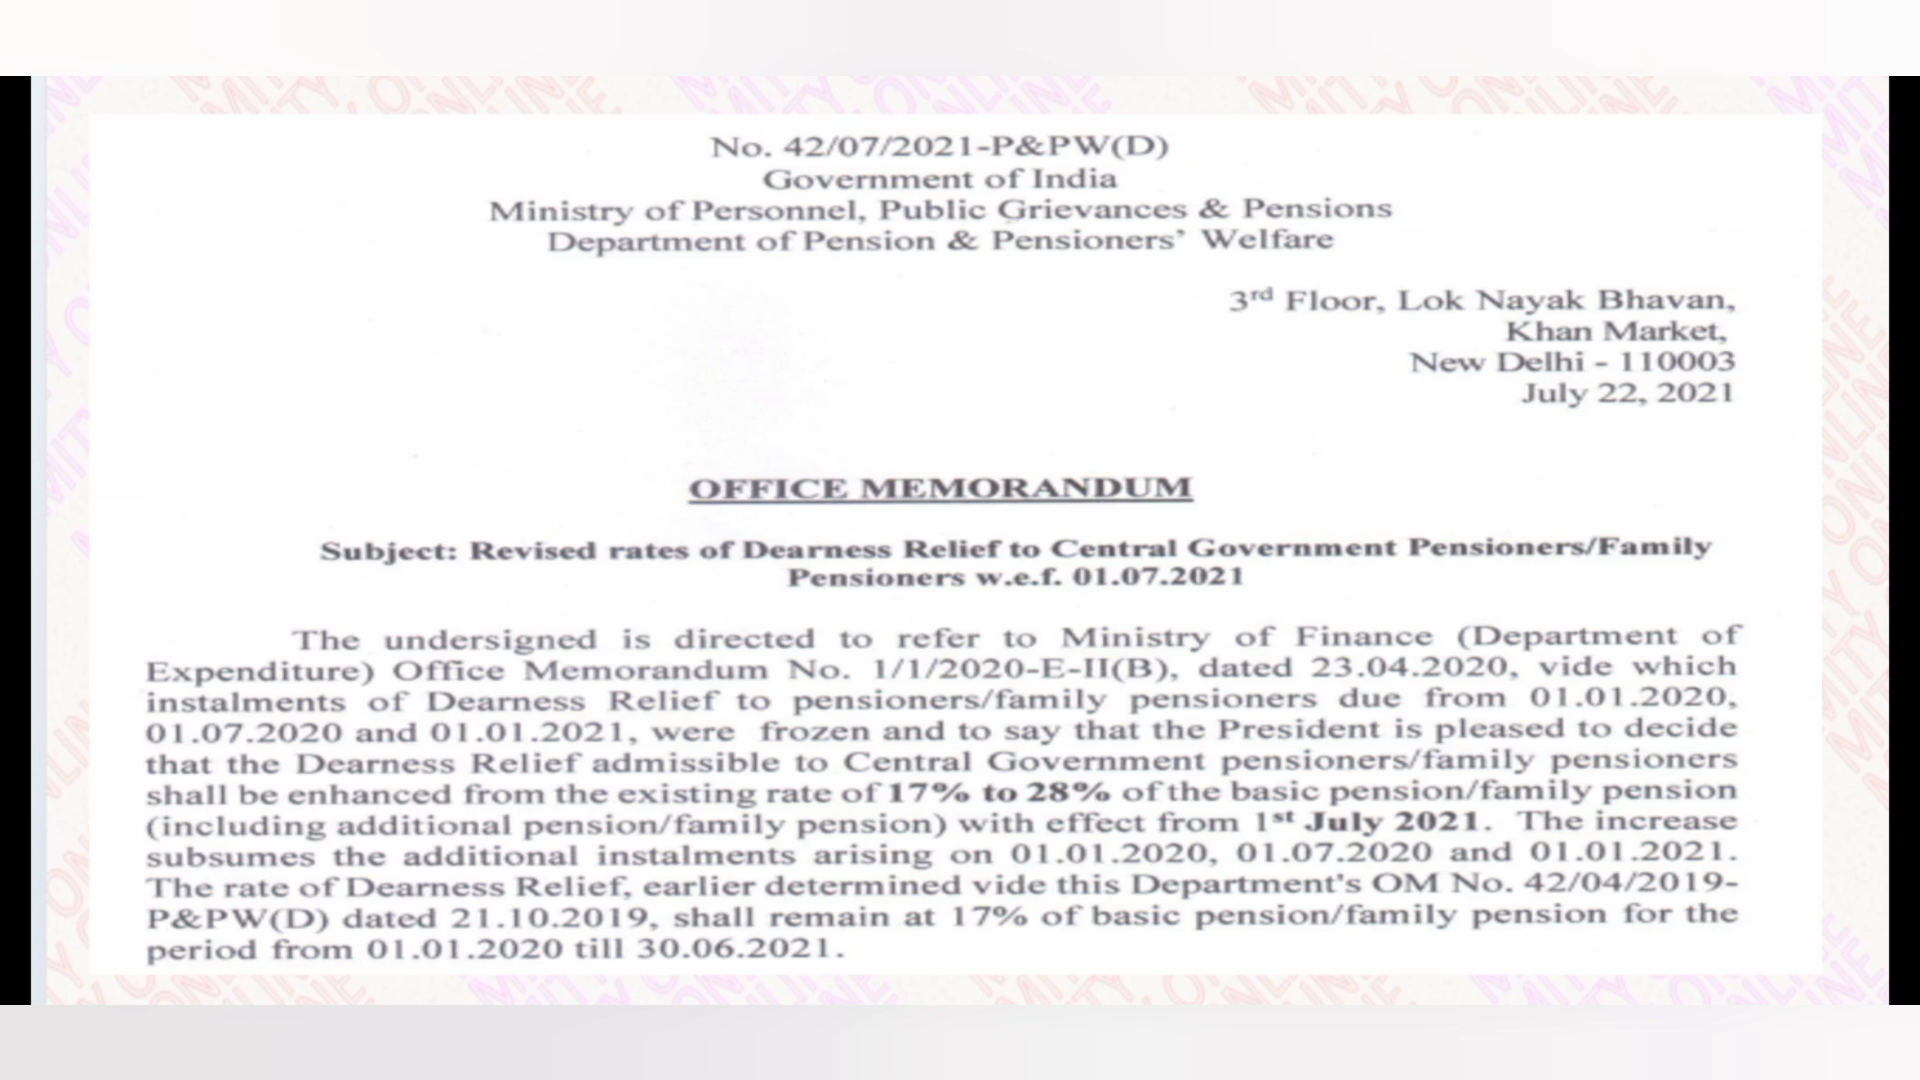 No. 42/07/2021-P&PW(D)
Government of India
Ministry of Personnel, Public Grievances & Pensions
Department of Pension & Pensioners' Welfare
3rd Floor, Lok Nayak Bhavan,
Khan Market,
New Delhi - 110003
July 22, 2021
OFFICE MEMORANDUM
Subject: Revised rates of Dearness Relief to Central Government Pensioners/Family
Pensioners w.e.f. 01.07.2021
The undersigned is directed to refer to Ministry of Finance (Department of
Expenditure) Office Memorandum No. 1/1/2020-E-II(B), dated 23.04.2020, vide which
instalments of Dearness Relief to pensioners/family pensioners due from 01.01.2020,
01.07.2020 and 01.01.2021, were frozen and to say that the President is pleased to decide
that the Dearness Relief admissible to Central Government pensioners/family pensioners
shall be enhanced from the existing rate of 17% to 28% of the basic pension/family pension
(including additional pension/family pension) with effect from 1st July 2021. The increase
subsumes the additional instalments arising on 01.01.2020, 01.07.2020 and 01.01.2021.
The rate of Dearness Relief, earlier determined vide this Department's OM No. 42/04/2019-
P&PW(D) dated 21.10.2019, shall remain at 17% of basic pension/family pension for the
period from 01.01.2020 till 30.06.2021.